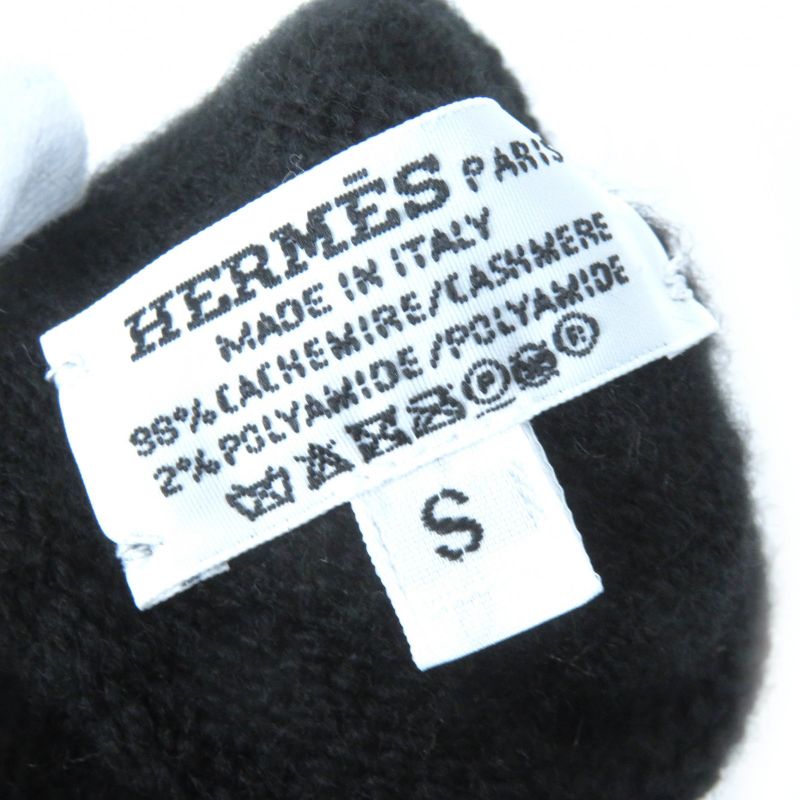 HERMÈS PARIS
MADE IN ITALY
98% CACHEMIRE/CASHMERE
2% POLYAMIDE/POLYAMIDE
S